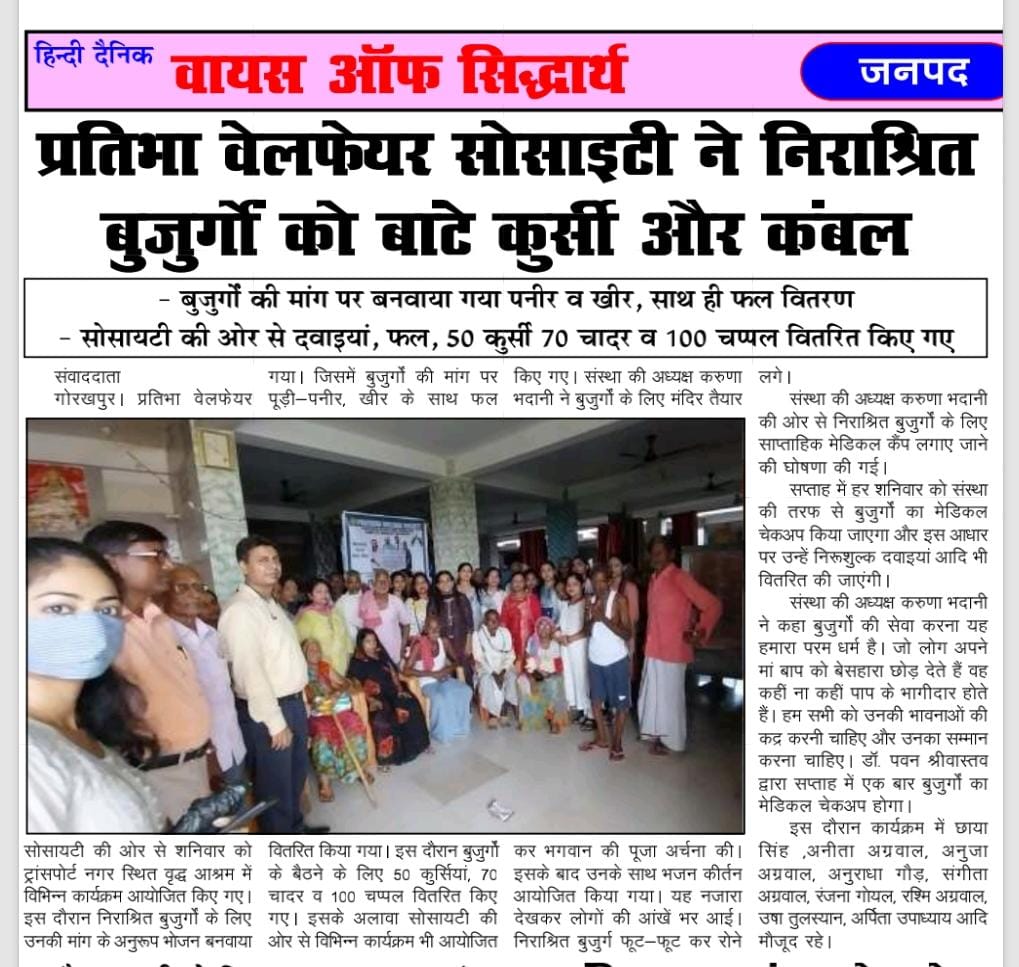 हिन्दी दैनिक
वायस ऑफ सिद्धार्थ
जनपद
प्रतिभा वेलफेयर सोसाइटी ने निराश्रित
बुजुर्गो को बाटे कुर्सी और कंबल
- बुजुर्गों की मांग पर बनवाया गया पनीर व खीर, साथ ही फल वितरण
- सोसायटी की ओर से दवाइयां, फल, 50 कुर्सी 70 चादर व 100 चप्पल वितरित किए गए
संवाददाता
गोरखपुर। प्रतिभा वेलफेयर
सोसायटी की ओर से शनिवार को
ट्रांसपोर्ट नगर स्थित वृद्ध आश्रम में
विभिन्न कार्यक्रम आयोजित किए गए।
इस दौरान निराश्रित बुजुर्गों के लिए
उनकी मांग के अनुरूप भोजन बनवाया
गया। जिसमें बुजुर्गों की मांग पर
पूड़ी–पनीर, खीर के साथ फल
वितरित किया गया। इस दौरान बुजुर्गों
के बैठने के लिए 50 कुर्सियां, 70
चादर व 100 चप्पल वितरित किए
गए। इसके अलावा सोसायटी की
ओर से विभिन्न कार्यक्रम भी आयोजित
किए गए। संस्था की अध्यक्ष करुणा
भदानी ने बुजुर्गों के लिए मंदिर तैयार
कर भगवान की पूजा अर्चना की।
इसके बाद उनके साथ भजन कीर्तन
आयोजित किया गया। यह नजारा
देखकर लोगों की आंखें भर आई।
निराश्रित बुजुर्ग फूट–फूट कर रोने
लगे।
संस्था की अध्यक्ष करुणा भदानी
की ओर से निराश्रित बुजुर्गों के लिए
साप्ताहिक मेडिकल कैंप लगाए जाने
की घोषणा की गई।
सप्ताह में हर शनिवार को संस्था
की तरफ से बुजुर्गों का मेडिकल
चेकअप किया जाएगा और इस आधार
पर उन्हें निरूशुल्क दवाइयां आदि भी
वितरित की जाएंगी।
संस्था की अध्यक्ष करुणा भदानी
ने कहा बुजुर्गों की सेवा करना यह
हमारा परम धर्म है। जो लोग अपने
मां बाप को बेसहारा छोड़ देते हैं वह
कहीं ना कहीं पाप के भागीदार होते
हैं। हम सभी को उनकी भावनाओं की
कद्र करनी चाहिए और उनका सम्मान
करना चाहिए। डॉ. पवन श्रीवास्तव
द्वारा सप्ताह में एक बार बुजुर्गों का
मेडिकल चेकअप होगा।
इस दौरान कार्यक्रम में छाया
सिंह ,अनीता अग्रवाल, अनुजा
अग्रवाल, अनुराधा गौड़, संगीता
अग्रवाल, रंजना गोयल, रश्मि अग्रवाल,
उषा तुलस्यान, अर्पिता उपाध्याय आदि
मौजूद रहे।